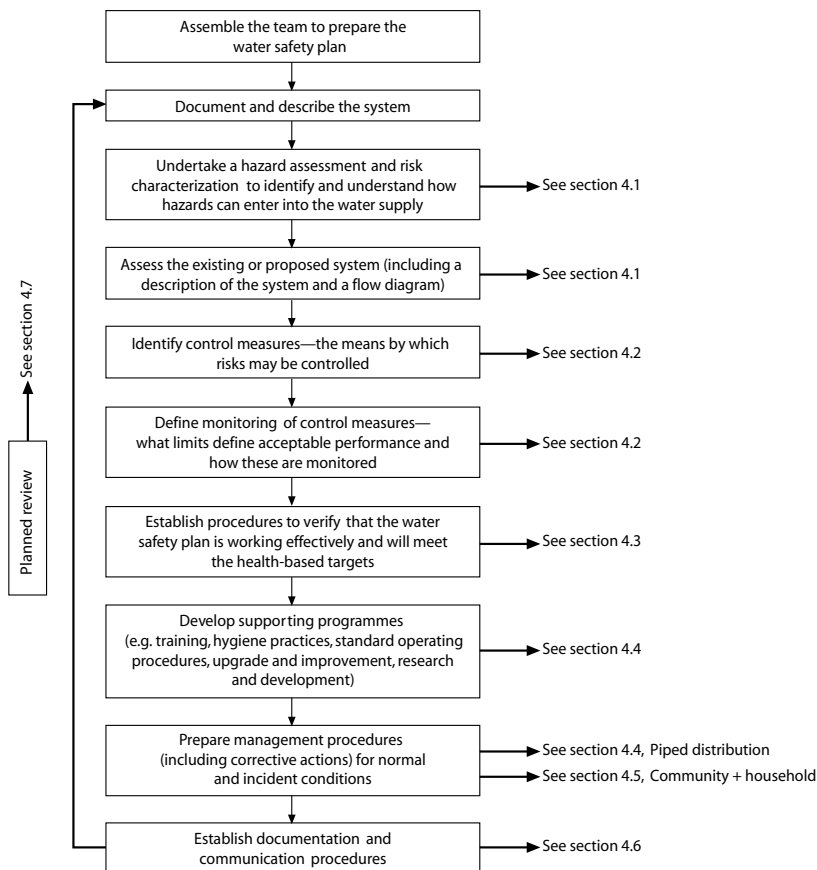 Assemble the team to prepare the
water safety plan
Document and describe the system
Undertake a hazard assessment and risk
characterization to identify and understand how
hazards can enter into the water supply
See section 4.1
Assess the existing or proposed system (including a
description of the system and a flow diagram)
See section 4.1
Identify control measures—the means by which
risks may be controlled
See section 4.2
Define monitoring of control measures—
what limits define acceptable performance and
how these are monitored
See section 4.2
Establish procedures to verify that the water
safety plan is working effectively and will meet
the health-based targets
See section 4.3
Develop supporting programmes
(e.g. training, hygiene practices, standard operating
procedures, upgrade and improvement, research
and development)
See section 4.4
Prepare management procedures
(including corrective actions) for normal
and incident conditions
See section 4.4, Piped distribution
See section 4.5, Community + household
Establish documentation and
communication procedures
See section 4.6
Planned review
See section 4.7